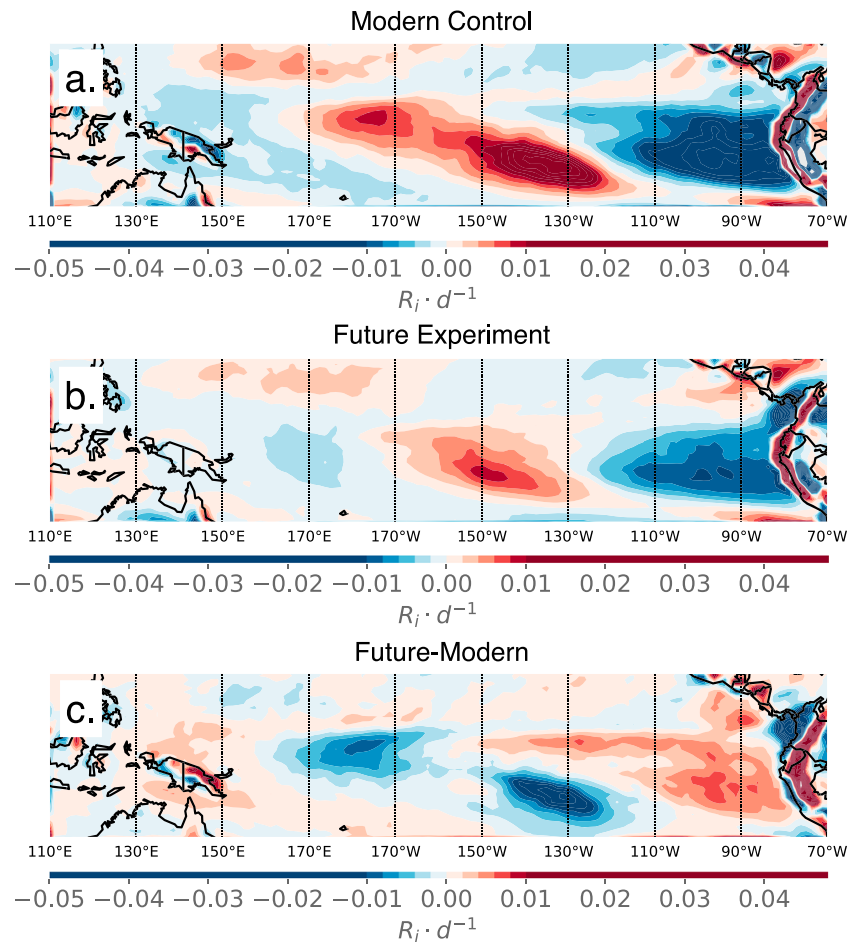 Modern Control
a.
110°E 130°E 150°E 170°E 170°W 150°W 130°W 110°W 90°W 70°W
−0.05 −0.04 −0.03 −0.02 −0.01 0.00 0.01 0.02 0.03 0.04
R_i · d^{−1}
Future Experiment
b.
110°E 130°E 150°E 170°E 170°W 150°W 130°W 110°W 90°W 70°W
−0.05 −0.04 −0.03 −0.02 −0.01 0.00 0.01 0.02 0.03 0.04
R_i · d^{−1}
Future-Modern
c.
110°E 130°E 150°E 170°E 170°W 150°W 130°W 110°W 90°W 70°W
−0.05 −0.04 −0.03 −0.02 −0.01 0.00 0.01 0.02 0.03 0.04
R_i · d^{−1}